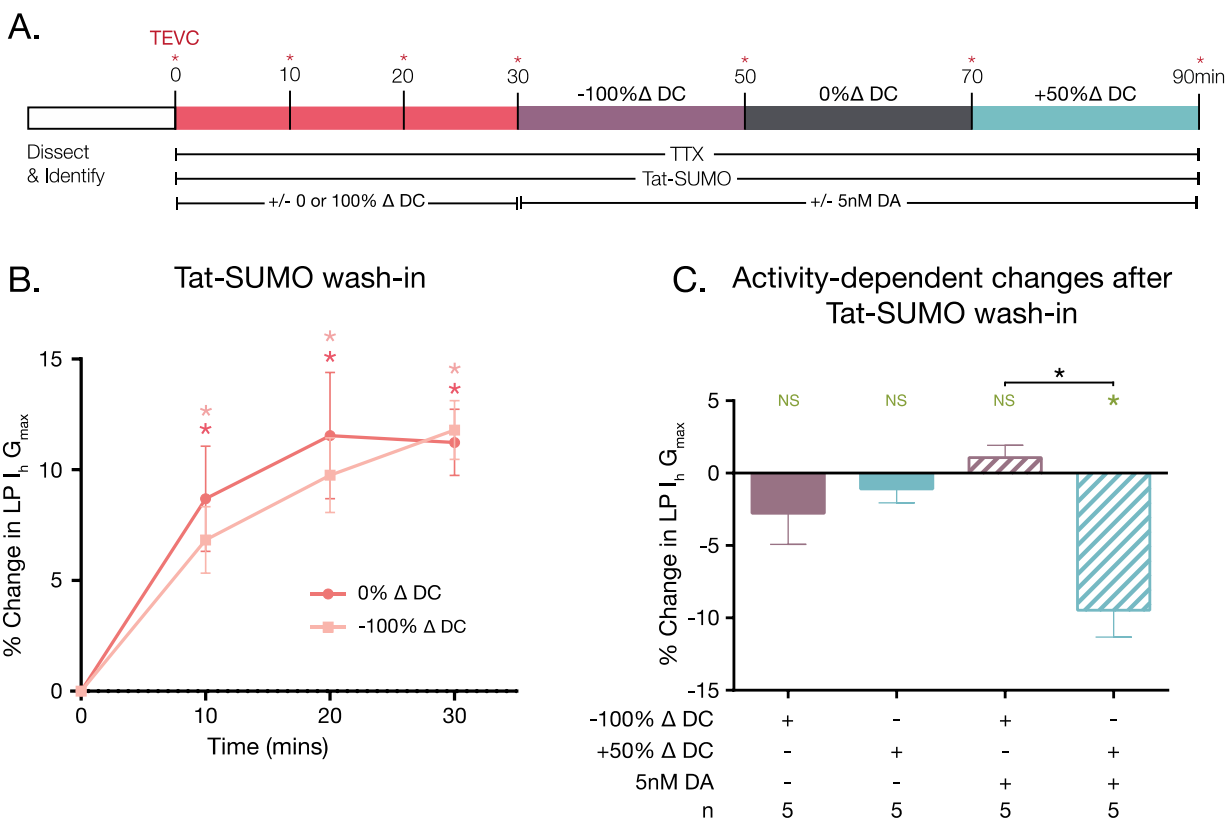 A.
TEVC
* * * * * * *
0 10 20 30 50 70 90min
-100%Δ DC 0%Δ DC +50%Δ DC
Dissect
& Identify
TTX
Tat-SUMO
+/- 0 or 100% Δ DC
+/- 5nM DA
B.
Tat-SUMO wash-in
% Change in LP Ih Gmax
15
10
5
0
* * *
* * *
0% Δ DC
-100% Δ DC
0 10 20 30
Time (mins)
C.
Activity-dependent changes after
Tat-SUMO wash-in
% Change in LP Ih Gmax
*
NS NS NS *
5
0
-5
-10
-15
-100% Δ DC + - + -
+50% Δ DC - + - +
5nM DA - - + +
n 5 5 5 5